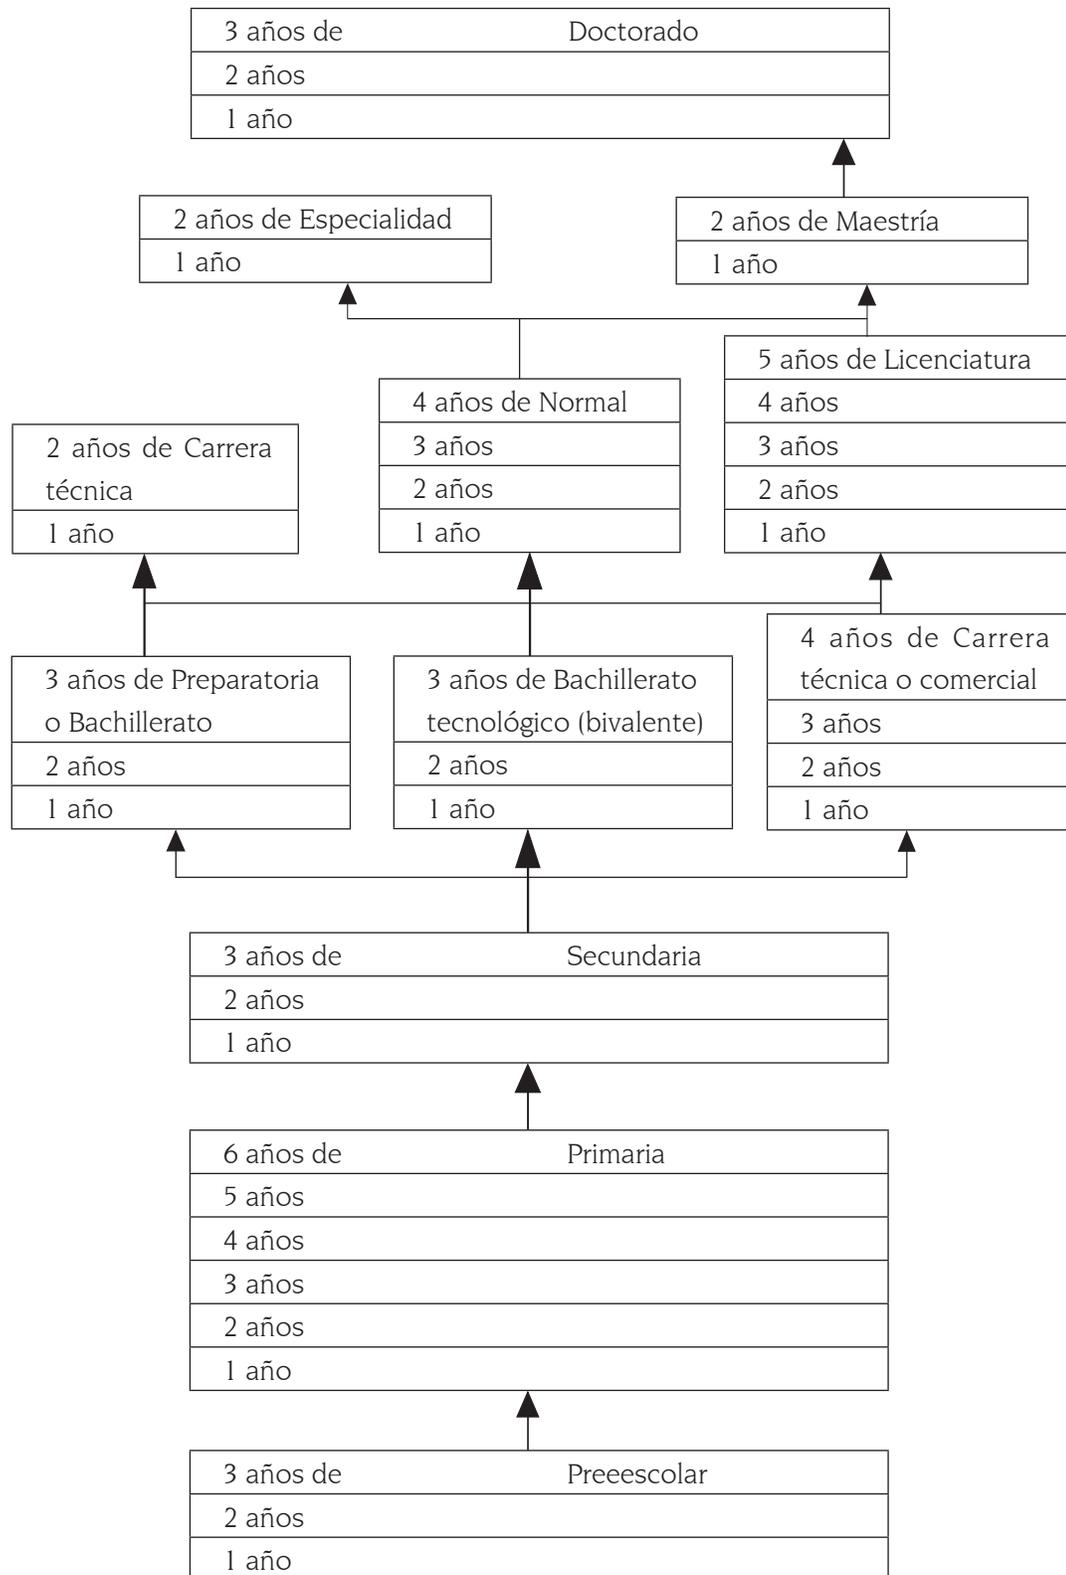 3 años de Doctorado
2 años
1 año
2 años de Especialidad
1 año
2 años de Maestría
1 año
5 años de Licenciatura
4 años
3 años
2 años
1 año
4 años de Normal
3 años
2 años
1 año
2 años de Carrera
técnica
1 año
3 años de Preparatoria
o Bachillerato
2 años
1 año
3 años de Bachillerato
tecnológico (bivalente)
2 años
1 año
4 años de Carrera
técnica o comercial
3 años
2 años
1 año
3 años de Secundaria
2 años
1 año
6 años de Primaria
5 años
4 años
3 años
2 años
1 año
3 años de Preeescolar
2 años
1 año